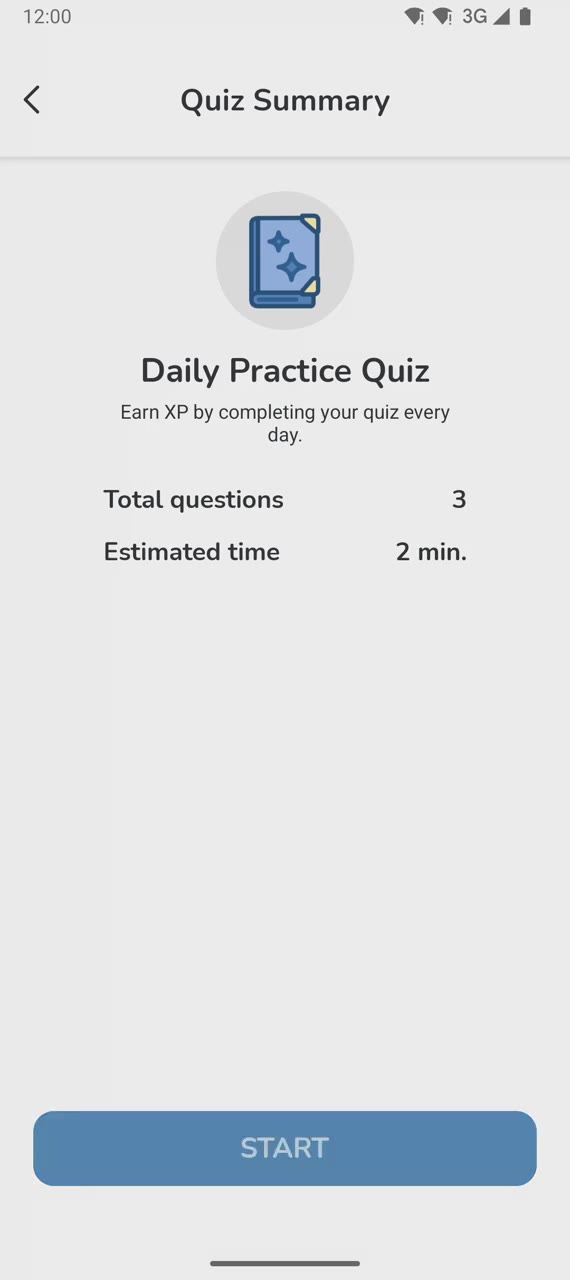 12:00
3G
Quiz Summary
Daily Practice Quiz
Earn XP by completing your quiz every
day.
Total questions 3
Estimated time 2 min.
START